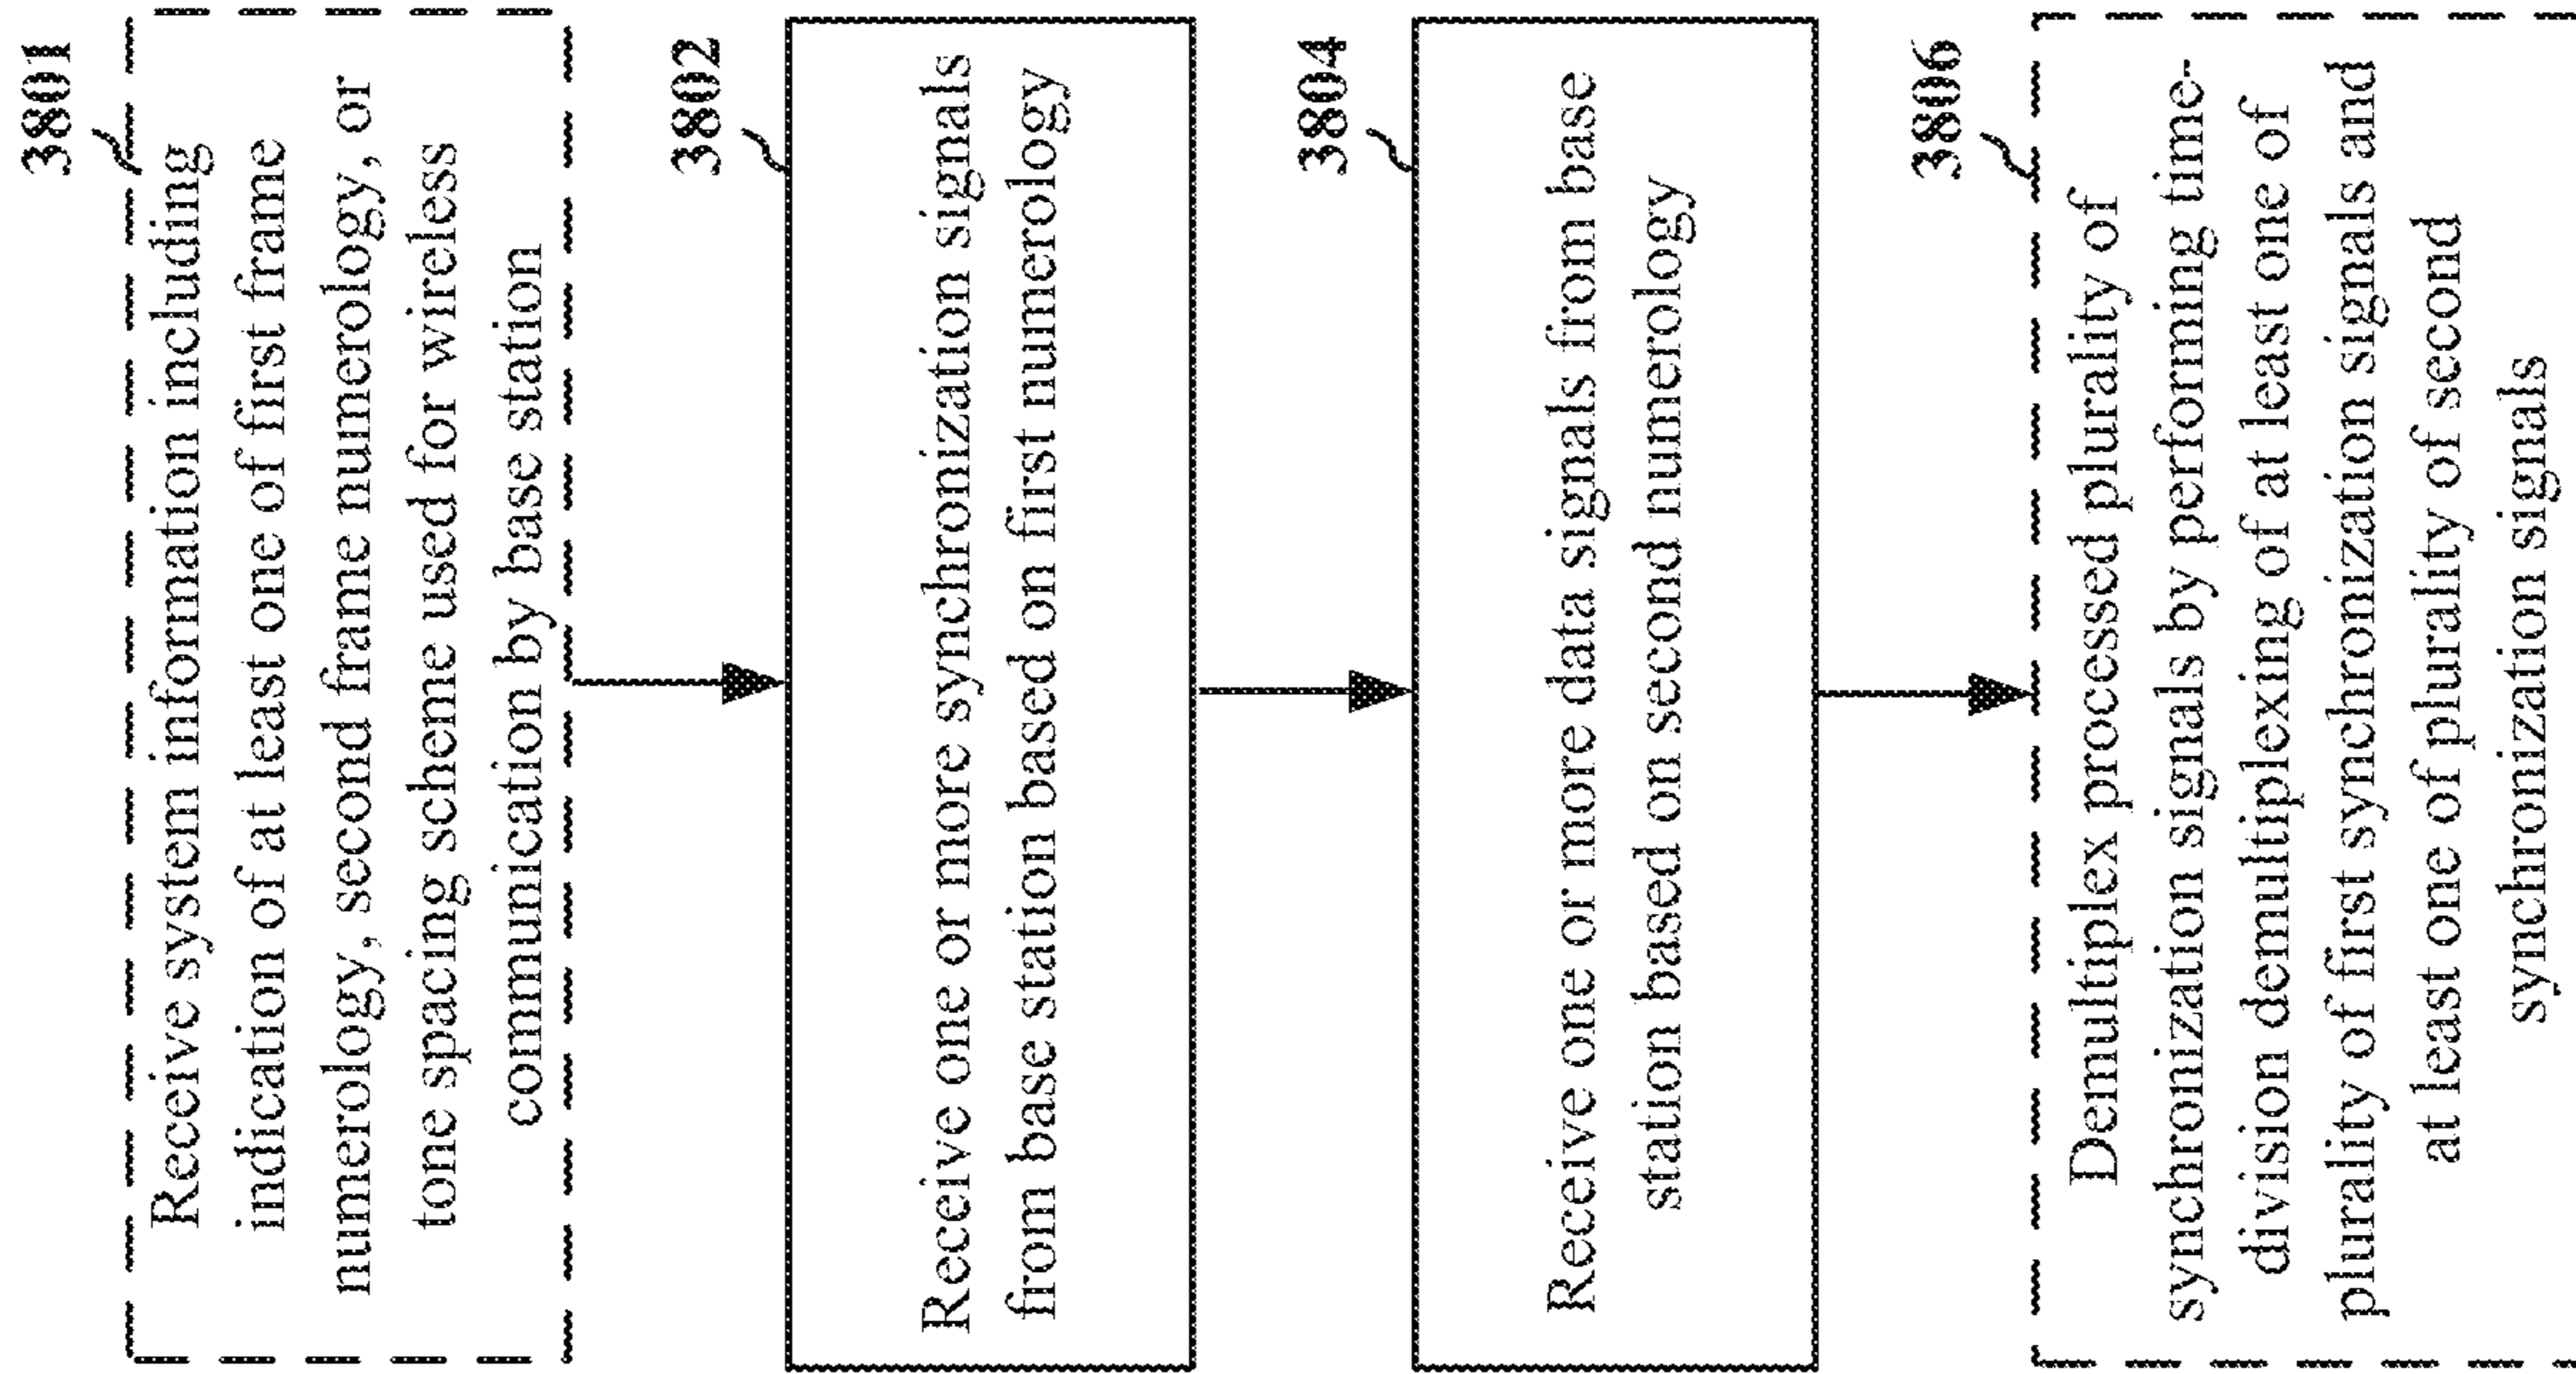 3801
Receive system information including
indication of at least one of first frame
numerology, second frame numerology, or
tone spacing scheme used for wireless
communication by base station
3802
Receive one or more synchronization signals
from base station based on first numerology
3804
Receive one or more data signals from base
station based on second numerology
3806
Demultiplex processed plurality of
synchronization signals by performing time-
division demultiplexing of at least one of
plurality of first synchronization signals and
at least one of plurality of second
synchronization signals